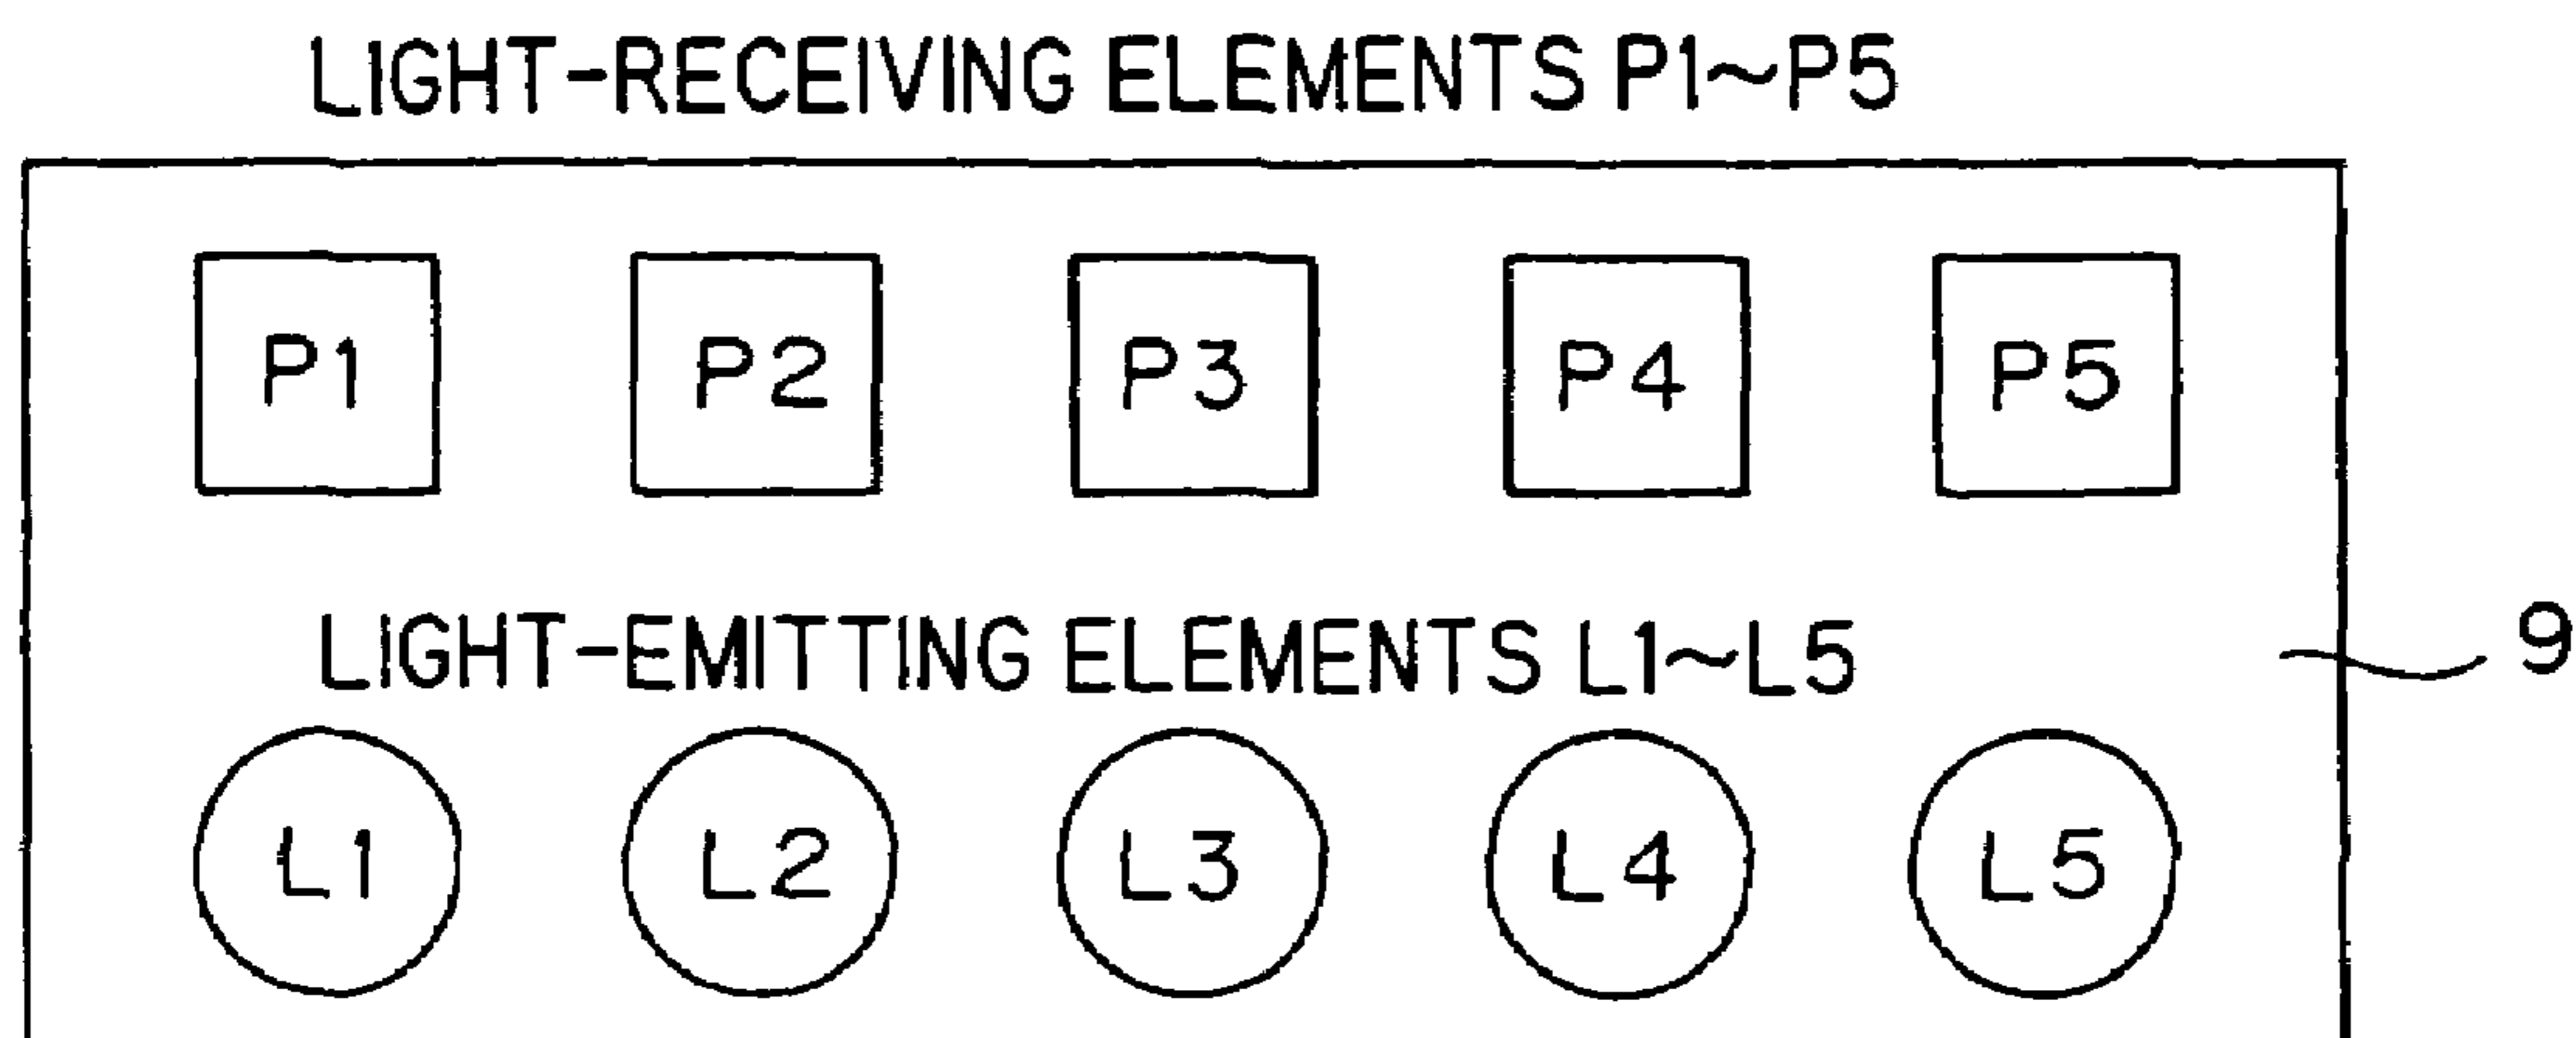 LIGHT-RECEIVING ELEMENTS P1~P5
P1 P2 P3 P4 P5
LIGHT-EMITTING ELEMENTS L1~L5
9
L1 L2 L3 L4 L5